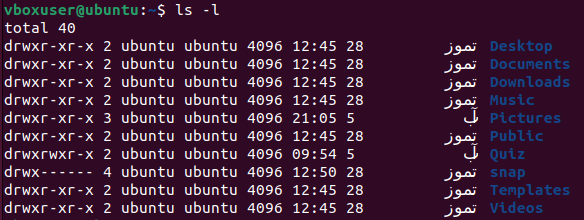 vboxuser@ubuntu:~$ ls -l
total 40
drwxr-xr-x 2 ubuntu ubuntu 4096 12:45 28 تموز Desktop
drwxr-xr-x 2 ubuntu ubuntu 4096 12:45 28 تموز Documents
drwxr-xr-x 2 ubuntu ubuntu 4096 12:45 28 تموز Downloads
drwxr-xr-x 2 ubuntu ubuntu 4096 12:45 28 تموز Music
drwxr-xr-x 3 ubuntu ubuntu 4096 21:05 5 آب Pictures
drwxr-xr-x 2 ubuntu ubuntu 4096 12:45 28 تموز Public
drwxrwxr-x 2 ubuntu ubuntu 4096 09:54 5 آب Quiz
drwx------ 4 ubuntu ubuntu 4096 12:50 28 تموز snap
drwxr-xr-x 2 ubuntu ubuntu 4096 12:45 28 تموز Templates
drwxr-xr-x 2 ubuntu ubuntu 4096 12:45 28 تموز Videos